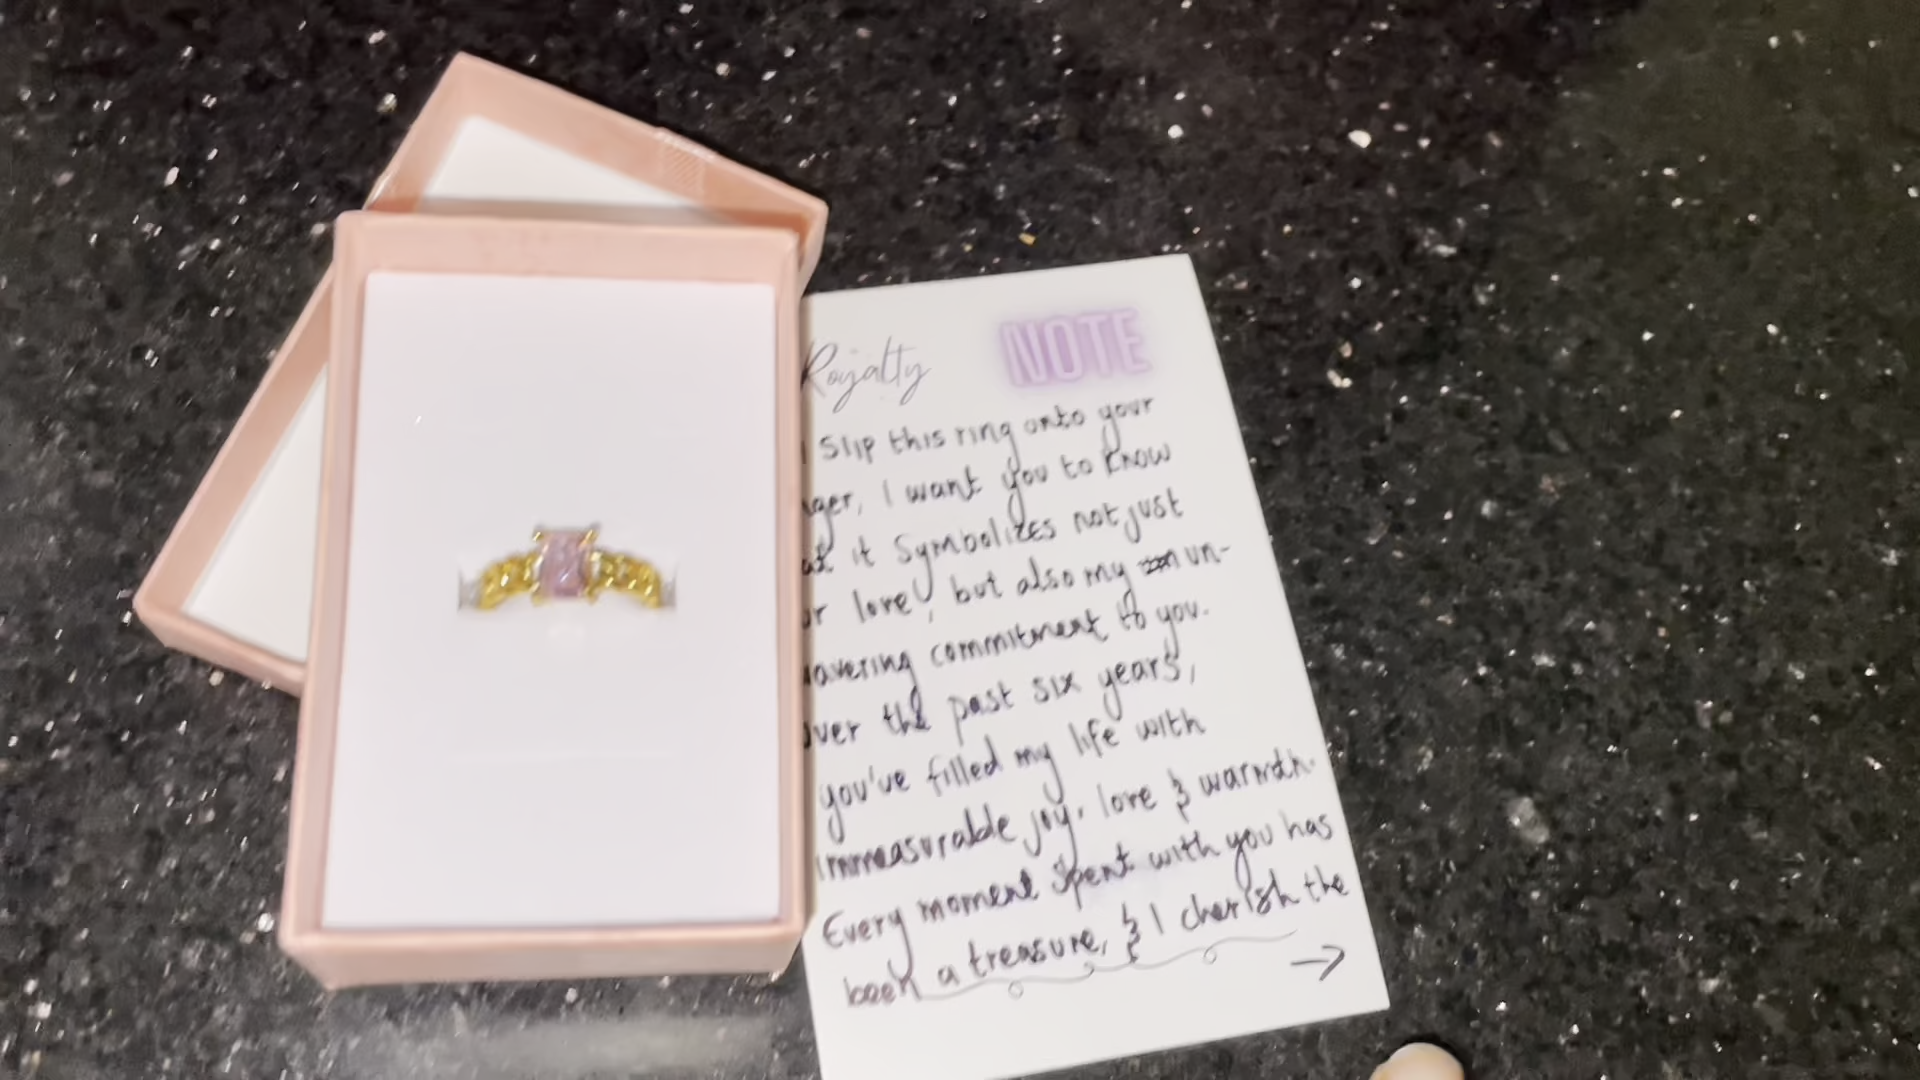 Royalty NOTE
I slip this ring onto your
ger, I want you to know
at it symbolizes not just
ur love, but also my un-
wavering commitment to you.
over the past six years,
you've filled my life with
immeasurable joy, love & warmth.
Every moment spent with you has
been a treasure, & I cherish the
→